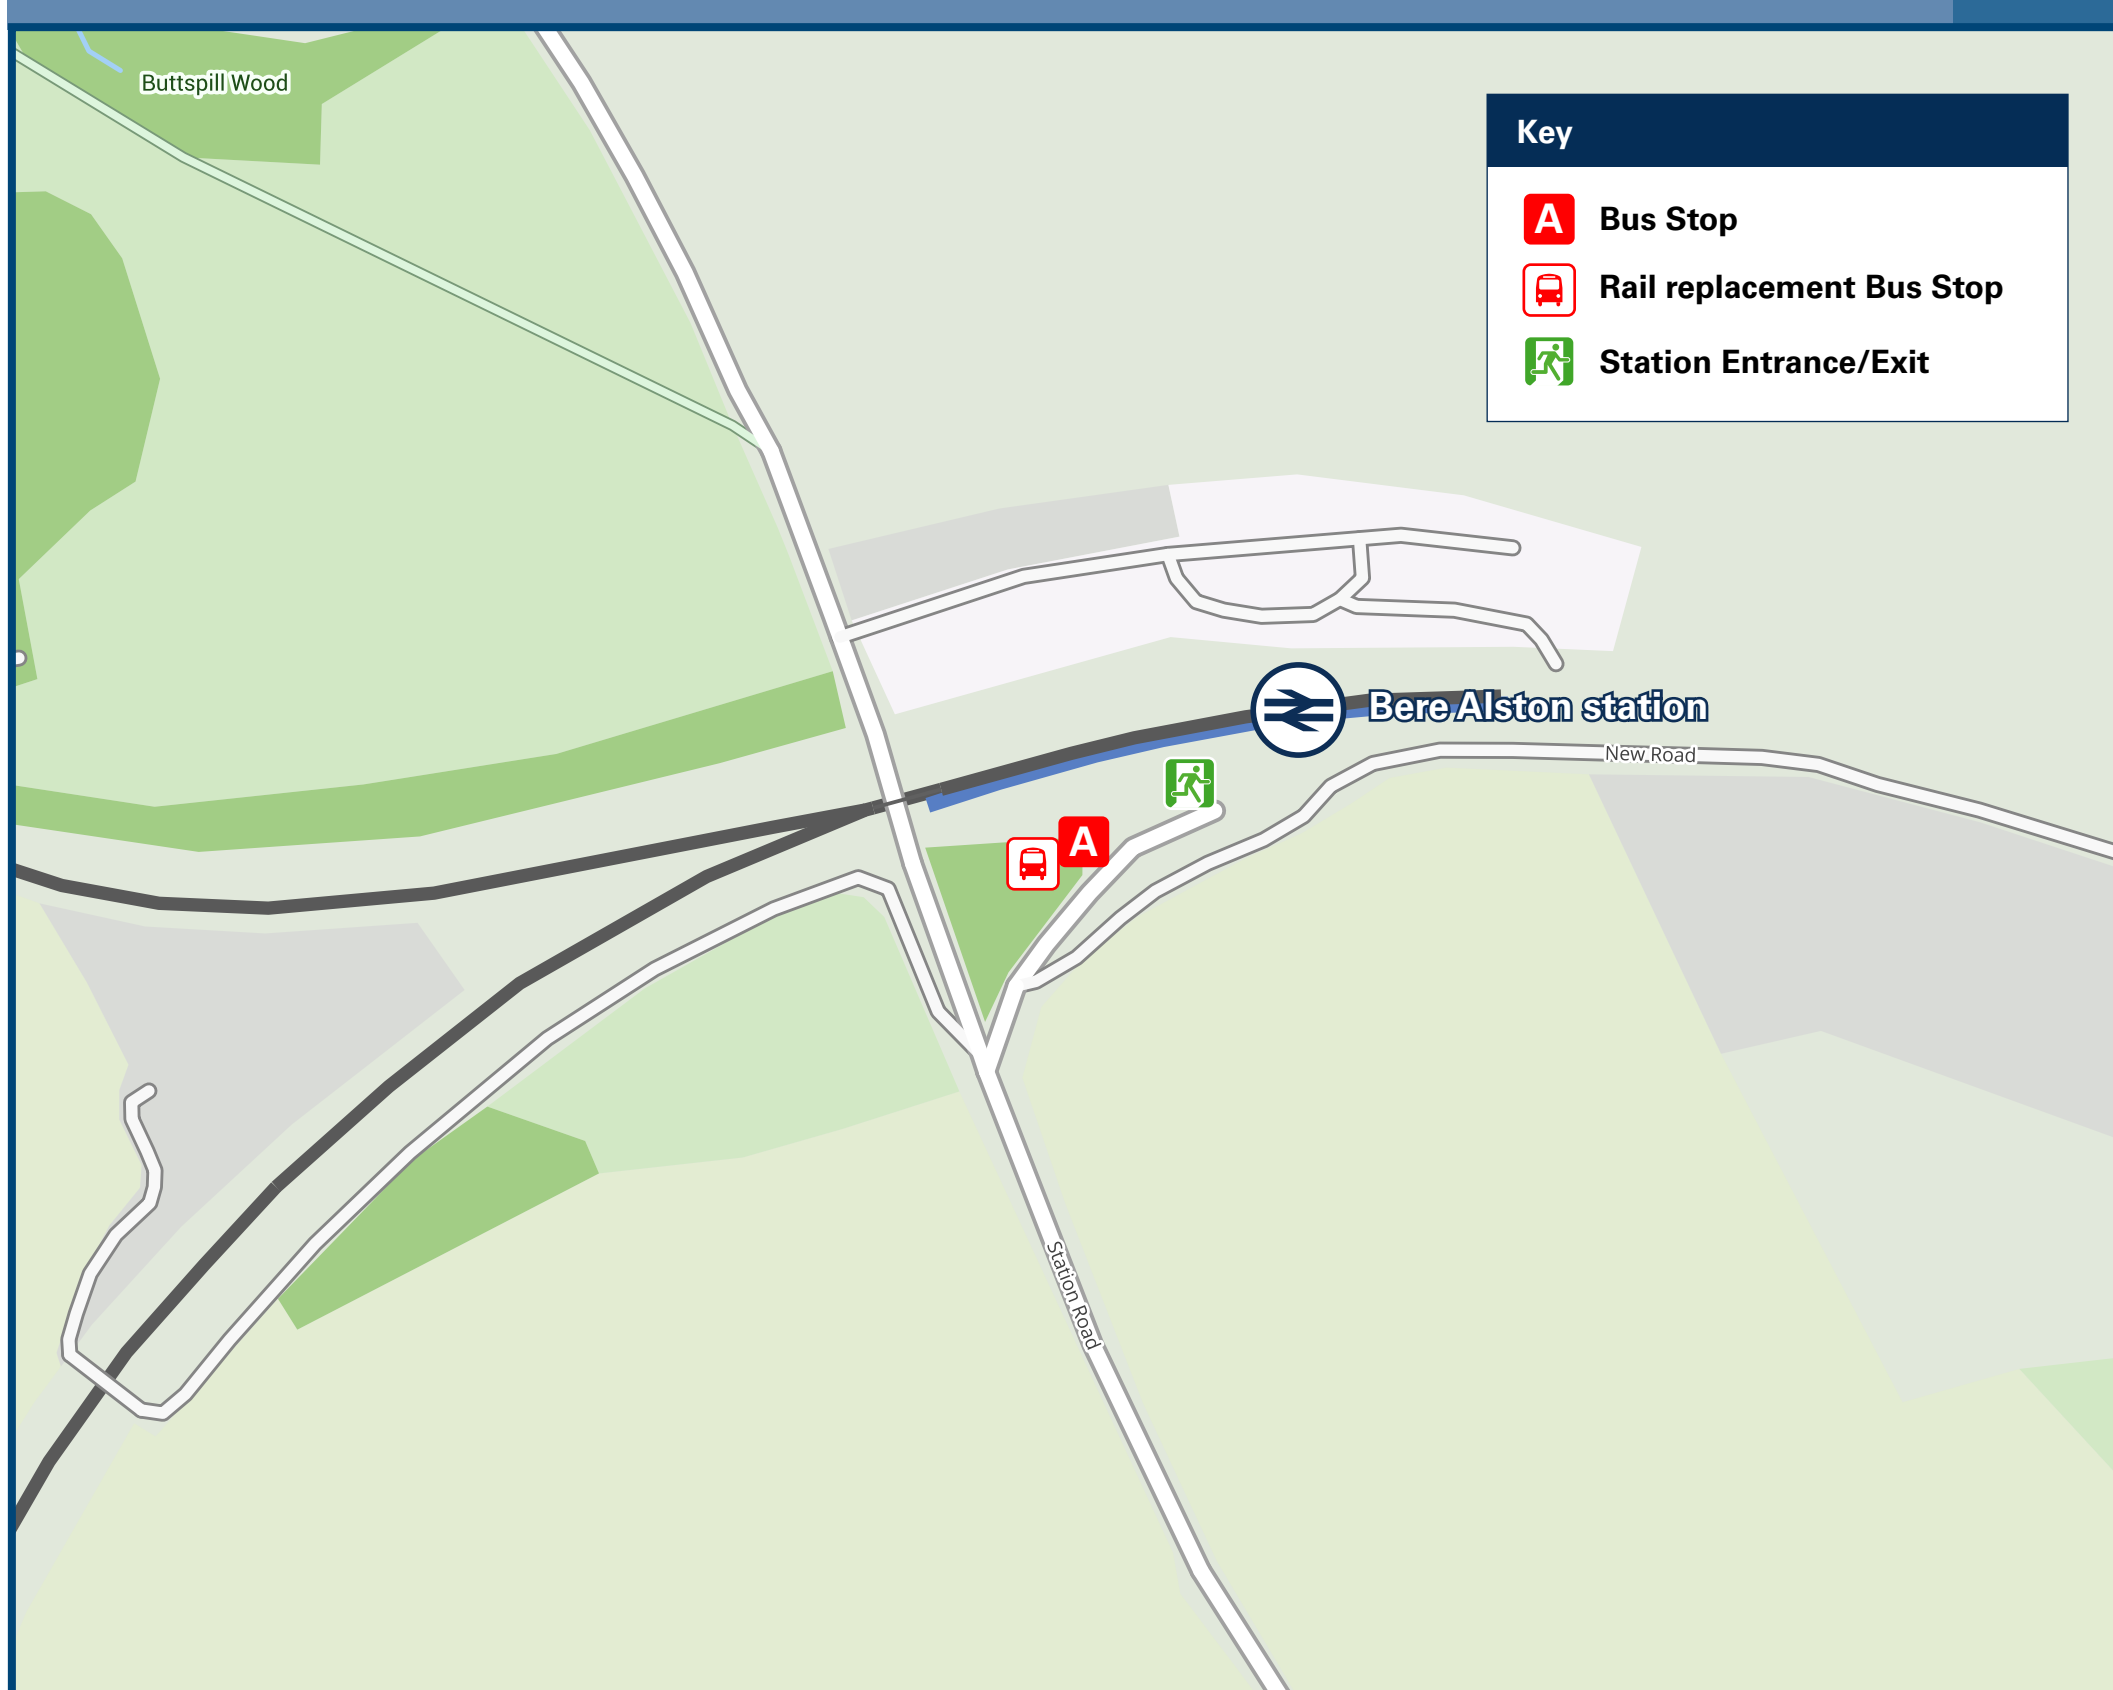 Buttspill Wood
Key
A Bus Stop
Rail replacement Bus Stop
Station Entrance/Exit
Bere Alston station
New Road
A
Station Road